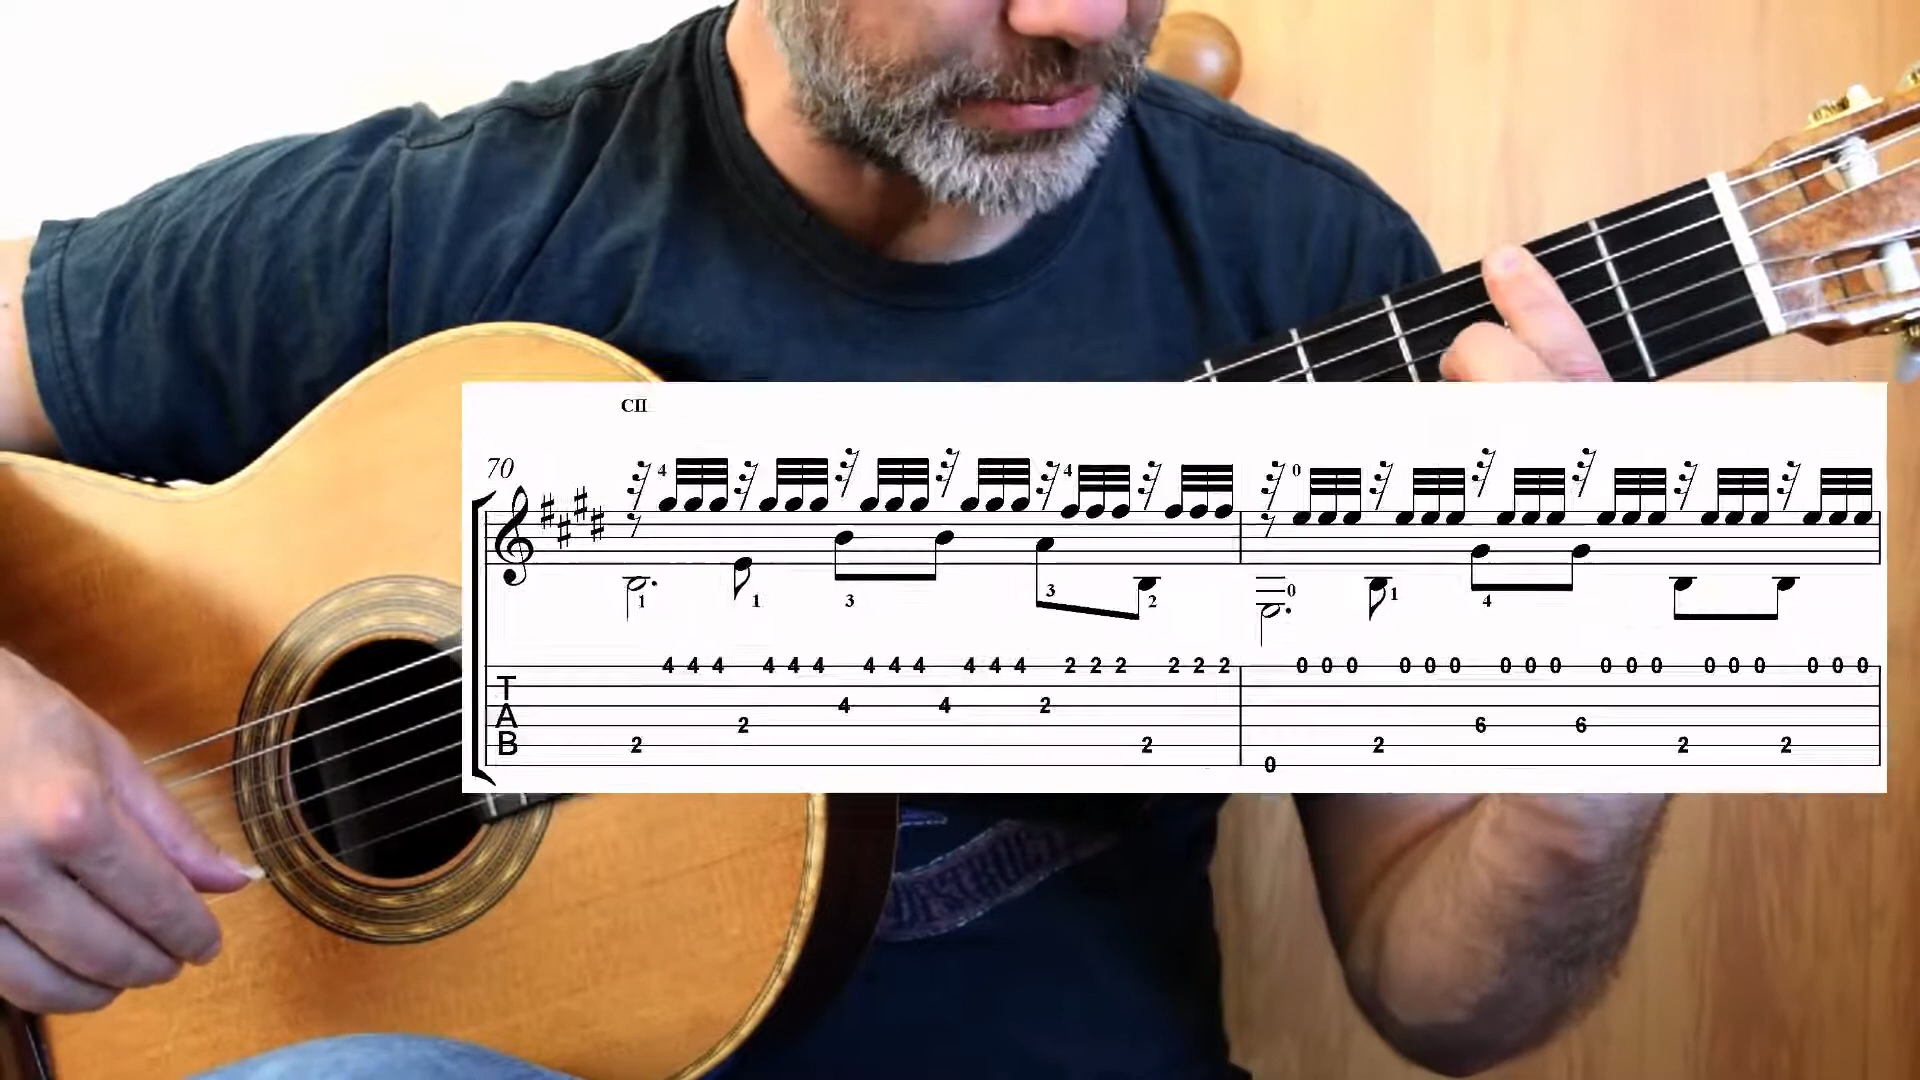 CII
70
4 4 0
1 1 3 3 2 0 1 4
4 4 4 4 4 4 4 4 4 4 4 4 2 2 2 2 2 2 0 0 0 0 0 0 0 0 0 0 0 0 0 0 0 0 0 0
T
4 4 2
A 2 6 6
B 2 2 2 2 2
0